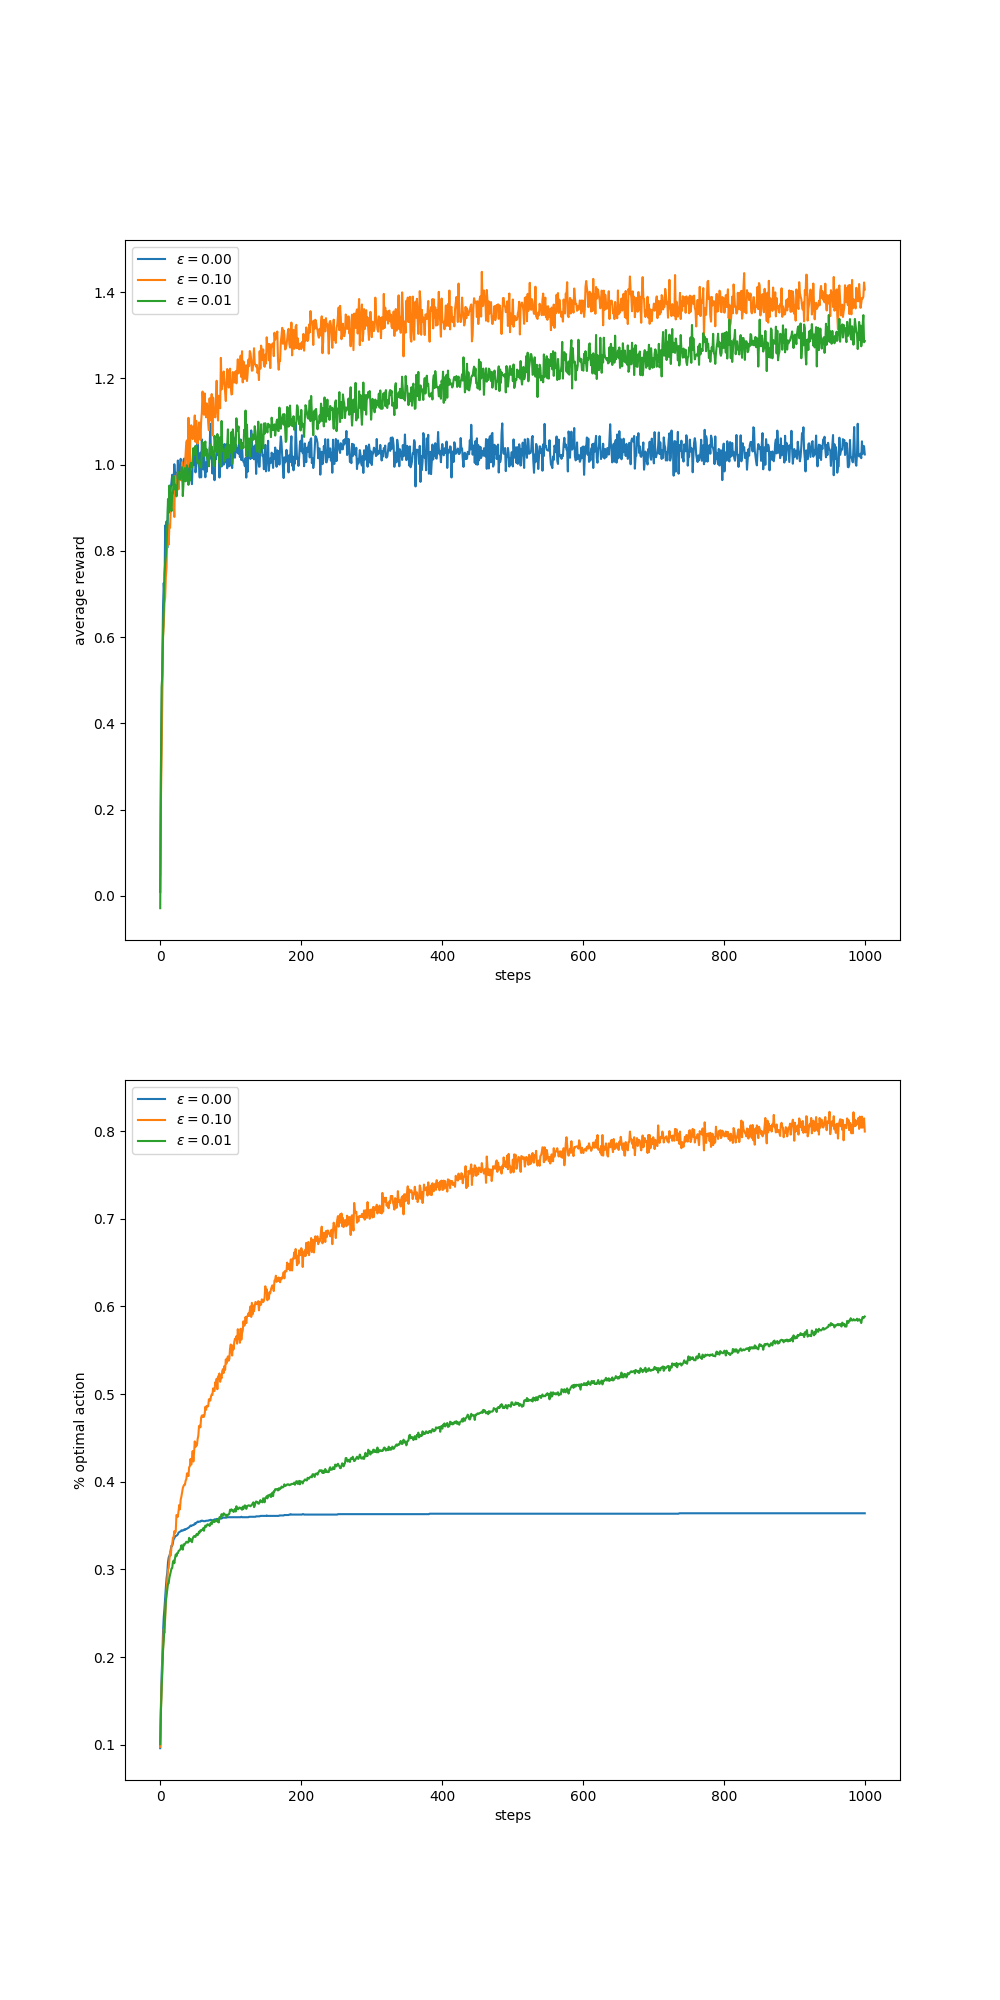 ε = 0.00
ε = 0.10
ε = 0.01
1.4
1.2
1.0
0.8
0.6
0.4
0.2
0.0
average reward
0 200 400 600 800 1000
steps
ε = 0.00
ε = 0.10
ε = 0.01
0.8
0.7
0.6
0.5
0.4
0.3
0.2
0.1
% optimal action
0 200 400 600 800 1000
steps